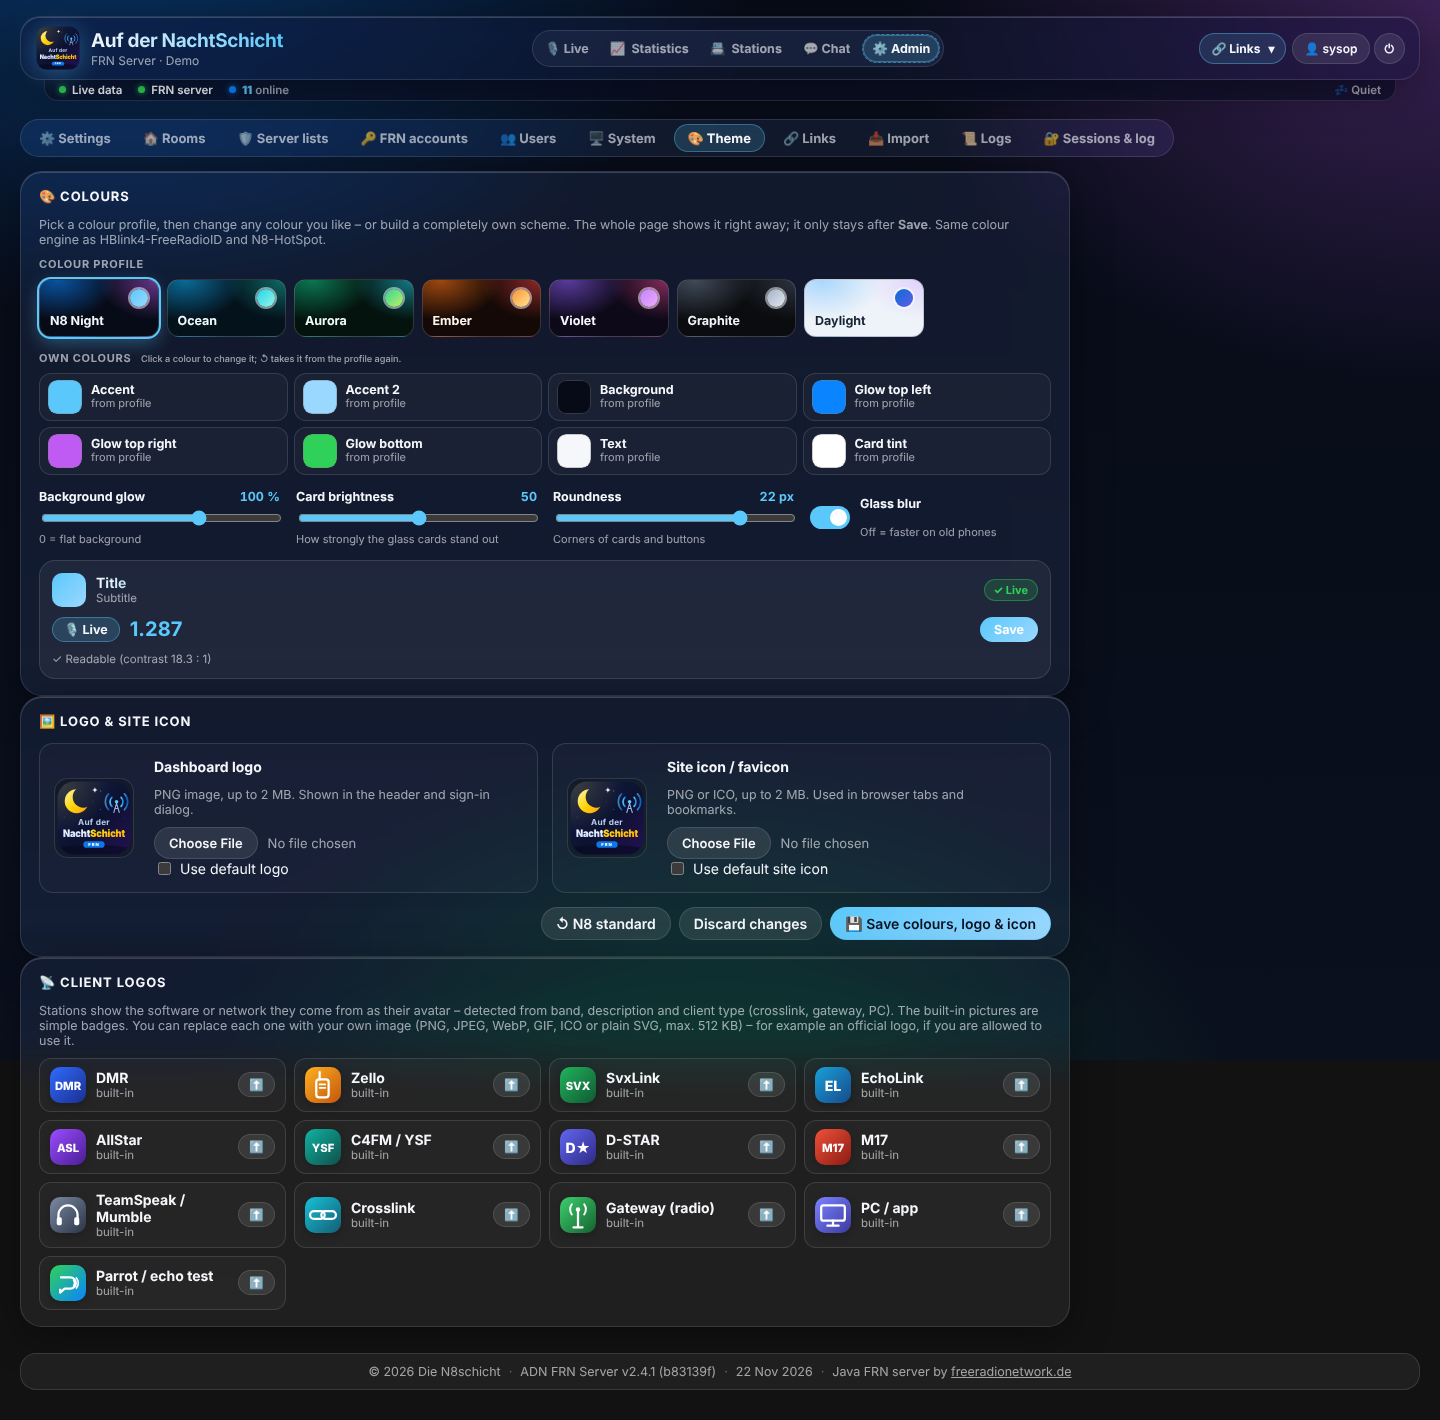 Auf der NachtSchicht
FRN Server · Demo
Live
Statistics
Stations
Chat
Admin
Links ▾
sysop
Live data
FRN server
11 online
Quiet
Settings
Rooms
Server lists
FRN accounts
Users
System
Theme
Links
Import
Logs
Sessions & log
COLOURS
Pick a colour profile, then change any colour you like – or build a completely own scheme. The whole page shows it right away; it only stays after Save. Same colour
engine as HBlink4-FreeRadioID and N8-HotSpot.
COLOUR PROFILE
N8 Night
Ocean
Aurora
Ember
Violet
Graphite
Daylight
OWN COLOURS Click a colour to change it; ↺ takes it from the profile again.
Accent
from profile
Accent 2
from profile
Background
from profile
Glow top left
from profile
Glow top right
from profile
Glow bottom
from profile
Text
from profile
Card tint
from profile
Background glow 100 %
0 = flat background
Card brightness 50
How strongly the glass cards stand out
Roundness 22 px
Corners of cards and buttons
Glass blur
Off = faster on old phones
Title
Subtitle
✓ Live
Live
1.287
Save
✓ Readable (contrast 18.3 : 1)
LOGO & SITE ICON
Auf der
NachtSchicht
FRN
Dashboard logo
PNG image, up to 2 MB. Shown in the header and sign-in
dialog.
Choose File No file chosen
Use default logo
Auf der
NachtSchicht
FRN
Site icon / favicon
PNG or ICO, up to 2 MB. Used in browser tabs and
bookmarks.
Choose File No file chosen
Use default site icon
↺ N8 standard
Discard changes
Save colours, logo & icon
CLIENT LOGOS
Stations show the software or network they come from as their avatar – detected from band, description and client type (crosslink, gateway, PC). The built-in pictures are
simple badges. You can replace each one with your own image (PNG, JPEG, WebP, GIF, ICO or plain SVG, max. 512 KB) – for example an official logo, if you are allowed to
use it.
DMR
DMR
built-in
Zello
built-in
SVX
SvxLink
built-in
EL
EchoLink
built-in
ASL
AllStar
built-in
YSF
C4FM / YSF
built-in
D★
D-STAR
built-in
M17
M17
built-in
TeamSpeak /
Mumble
built-in
Crosslink
built-in
Gateway (radio)
built-in
PC / app
built-in
Parrot / echo test
built-in
© 2026 Die N8schicht · ADN FRN Server v2.4.1 (b83139f) · 22 Nov 2026 · Java FRN server by freeradionetwork.de